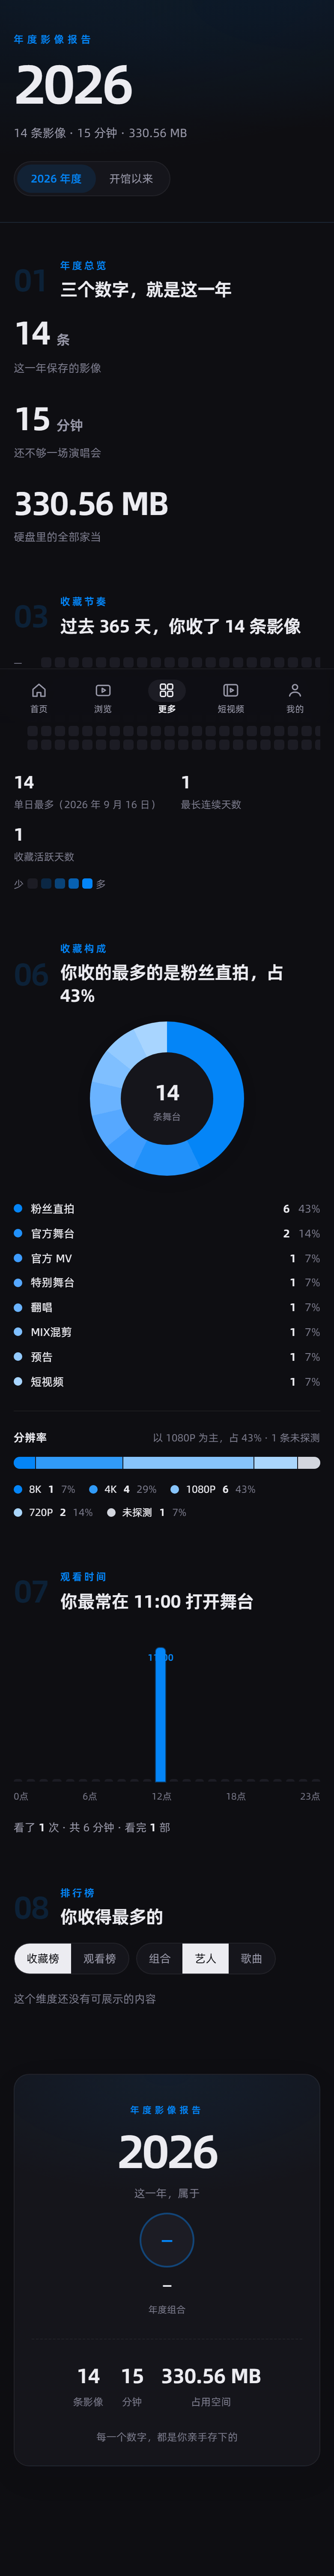 年度影像报告
2026
14 条影像 · 15 分钟 · 330.56 MB
2026 年度
开馆以来
01
年度总览
三个数字，就是这一年
14 条
这一年保存的影像
15 分钟
还不够一场演唱会
330.56 MB
硬盘里的全部家当
03
收藏节奏
过去 365 天，你收了 14 条影像
一
首页
浏览
更多
短视频
我的
14
单日最多（2026 年 9 月 16 日）
1
最长连续天数
1
收藏活跃天数
少
多
06
收藏构成
你收的最多的是粉丝直拍，占
43%
14
条舞台
粉丝直拍 6 43%
官方舞台 2 14%
官方 MV 1 7%
特别舞台 1 7%
翻唱 1 7%
MIX混剪 1 7%
预告 1 7%
短视频 1 7%
分辨率
以 1080P 为主，占 43% · 1 条未探测
8K 1 7% 4K 4 29% 1080P 6 43%
720P 2 14% 未探测 1 7%
07
观看时间
你最常在 11:00 打开舞台
11:00
0点 6点 12点 18点 23点
看了 1 次 · 共 6 分钟 · 看完 1 部
08
排行榜
你收得最多的
收藏榜 观看榜 组合 艺人 歌曲
这个维度还没有可展示的内容
年度影像报告
2026
这一年，属于
–
–
年度组合
14 15 330.56 MB
条影像 分钟 占用空间
每一个数字，都是你亲手存下的